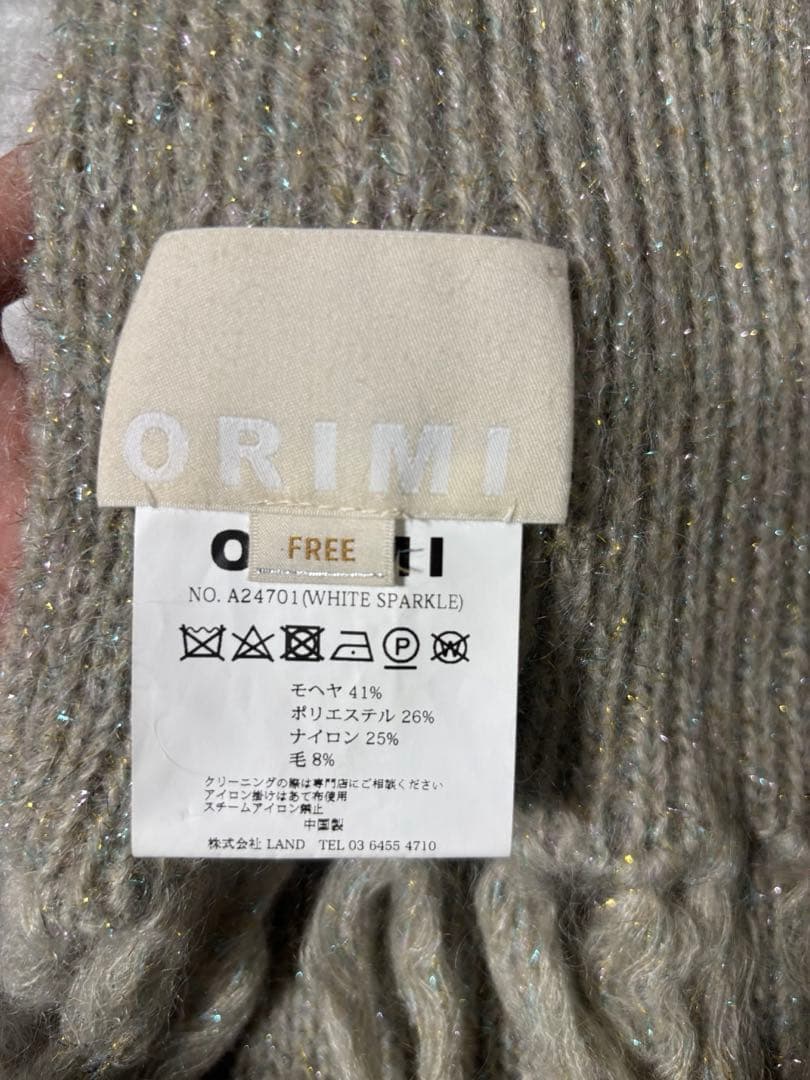 ORIMI
FREE
NO. A24701(WHITE SPARKLE)
P W
モヘヤ 41%
ポリエステル 26%
ナイロン 25%
毛 8%
クリーニングの際は専門店にご相談ください
アイロン掛けはあて布使用
スチームアイロン禁止
中国製
株式会社 LAND TEL 03 6455 4710